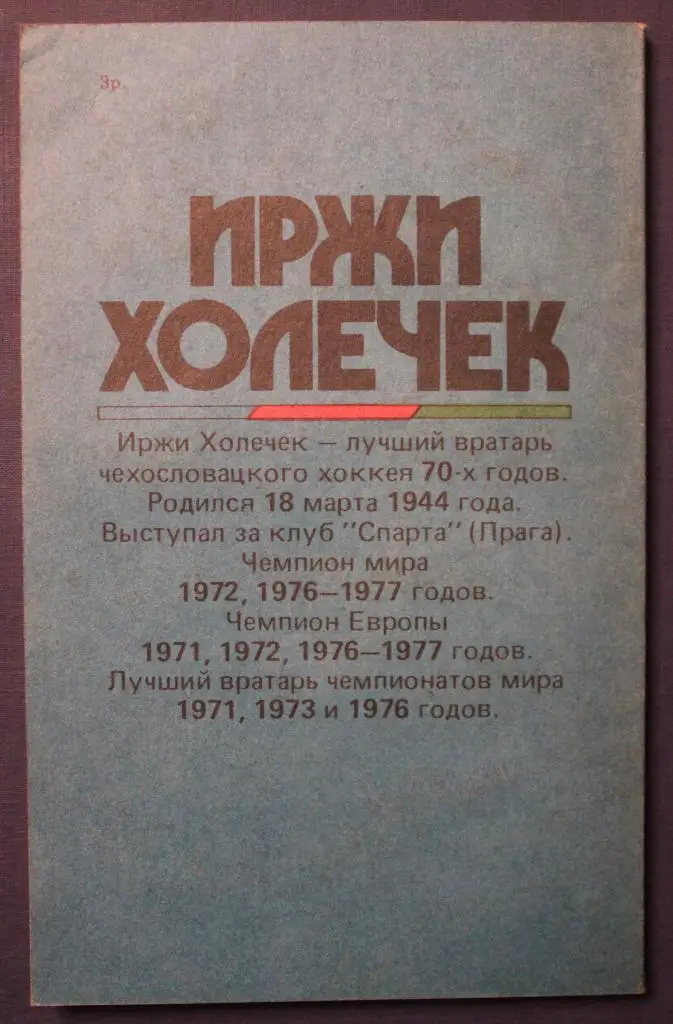 3р.
ИРЖИ
ХОЛЕЧЕК
Иржи Холечек — лучший вратарь
чехословацкого хоккея 70-х годов.
Родился 18 марта 1944 года.
Выступал за клуб "Спарта" (Прага).
Чемпион мира
1972, 1976—1977 годов.
Чемпион Европы
1971, 1972, 1976—1977 годов.
Лучший вратарь чемпионатов мира
1971, 1973 и 1976 годов.